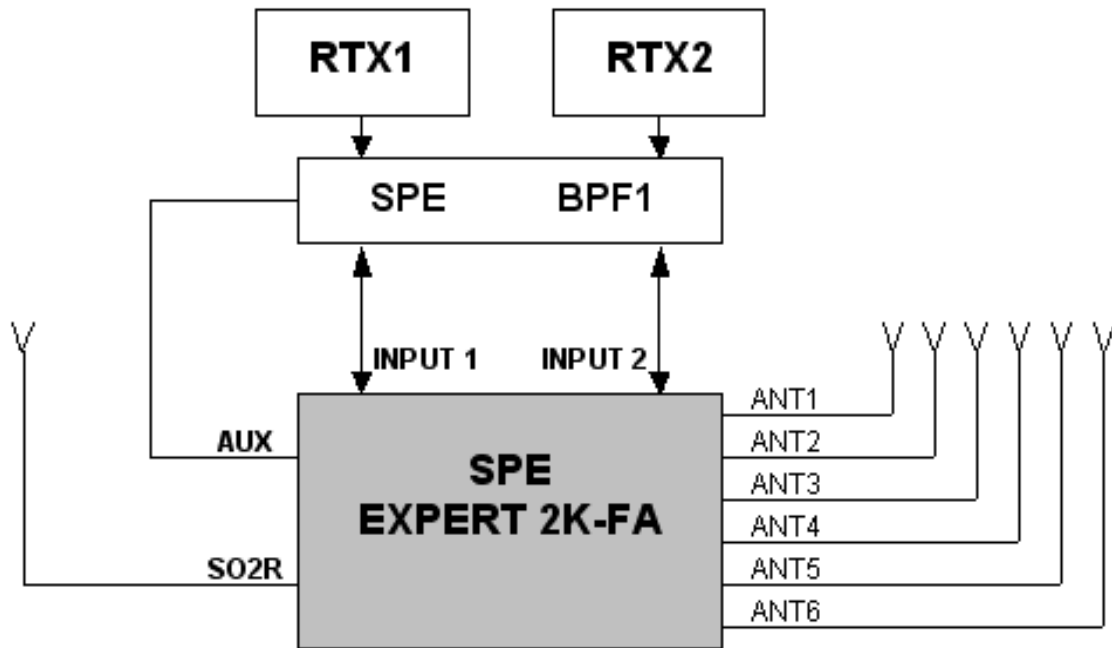 RTX1 RTX2
SPE BPF1
INPUT 1 INPUT 2
ANT1
AUX
ANT2
SPE
EXPERT 2K-FA
ANT3
ANT4
SO2R
ANT5
ANT6